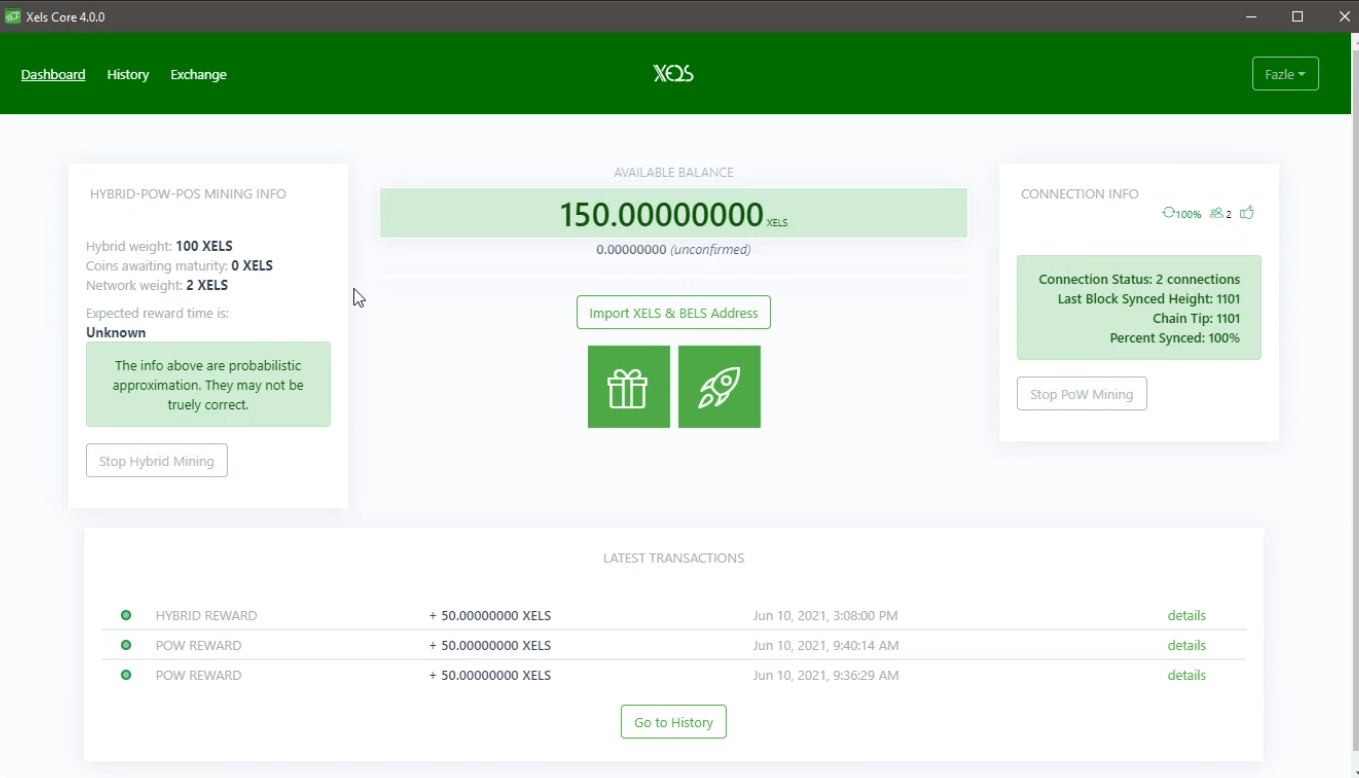 Xels Core 4.0.0
Dashboard History Exchange
XELS
Fazle
HYBRID-POW-POS MINING INFO
Hybrid weight: 100 XELS
Coins awaiting maturity: 0 XELS
Network weight: 2 XELS
Expected reward time is:
Unknown
The info above are probabilistic
approximation. They may not be
truely correct.
Stop Hybrid Mining
AVAILABLE BALANCE
150.00000000 XELS
0.00000000 (unconfirmed)
Import XELS & BELS Address
CONNECTION INFO
100% 2
Connection Status: 2 connections
Last Block Synced Height: 1101
Chain Tip: 1101
Percent Synced: 100%
Stop PoW Mining
LATEST TRANSACTIONS
HYBRID REWARD + 50.00000000 XELS Jun 10, 2021, 3:08:00 PM details
POW REWARD + 50.00000000 XELS Jun 10, 2021, 9:40:14 AM details
POW REWARD + 50.00000000 XELS Jun 10, 2021, 9:36:29 AM details
Go to History